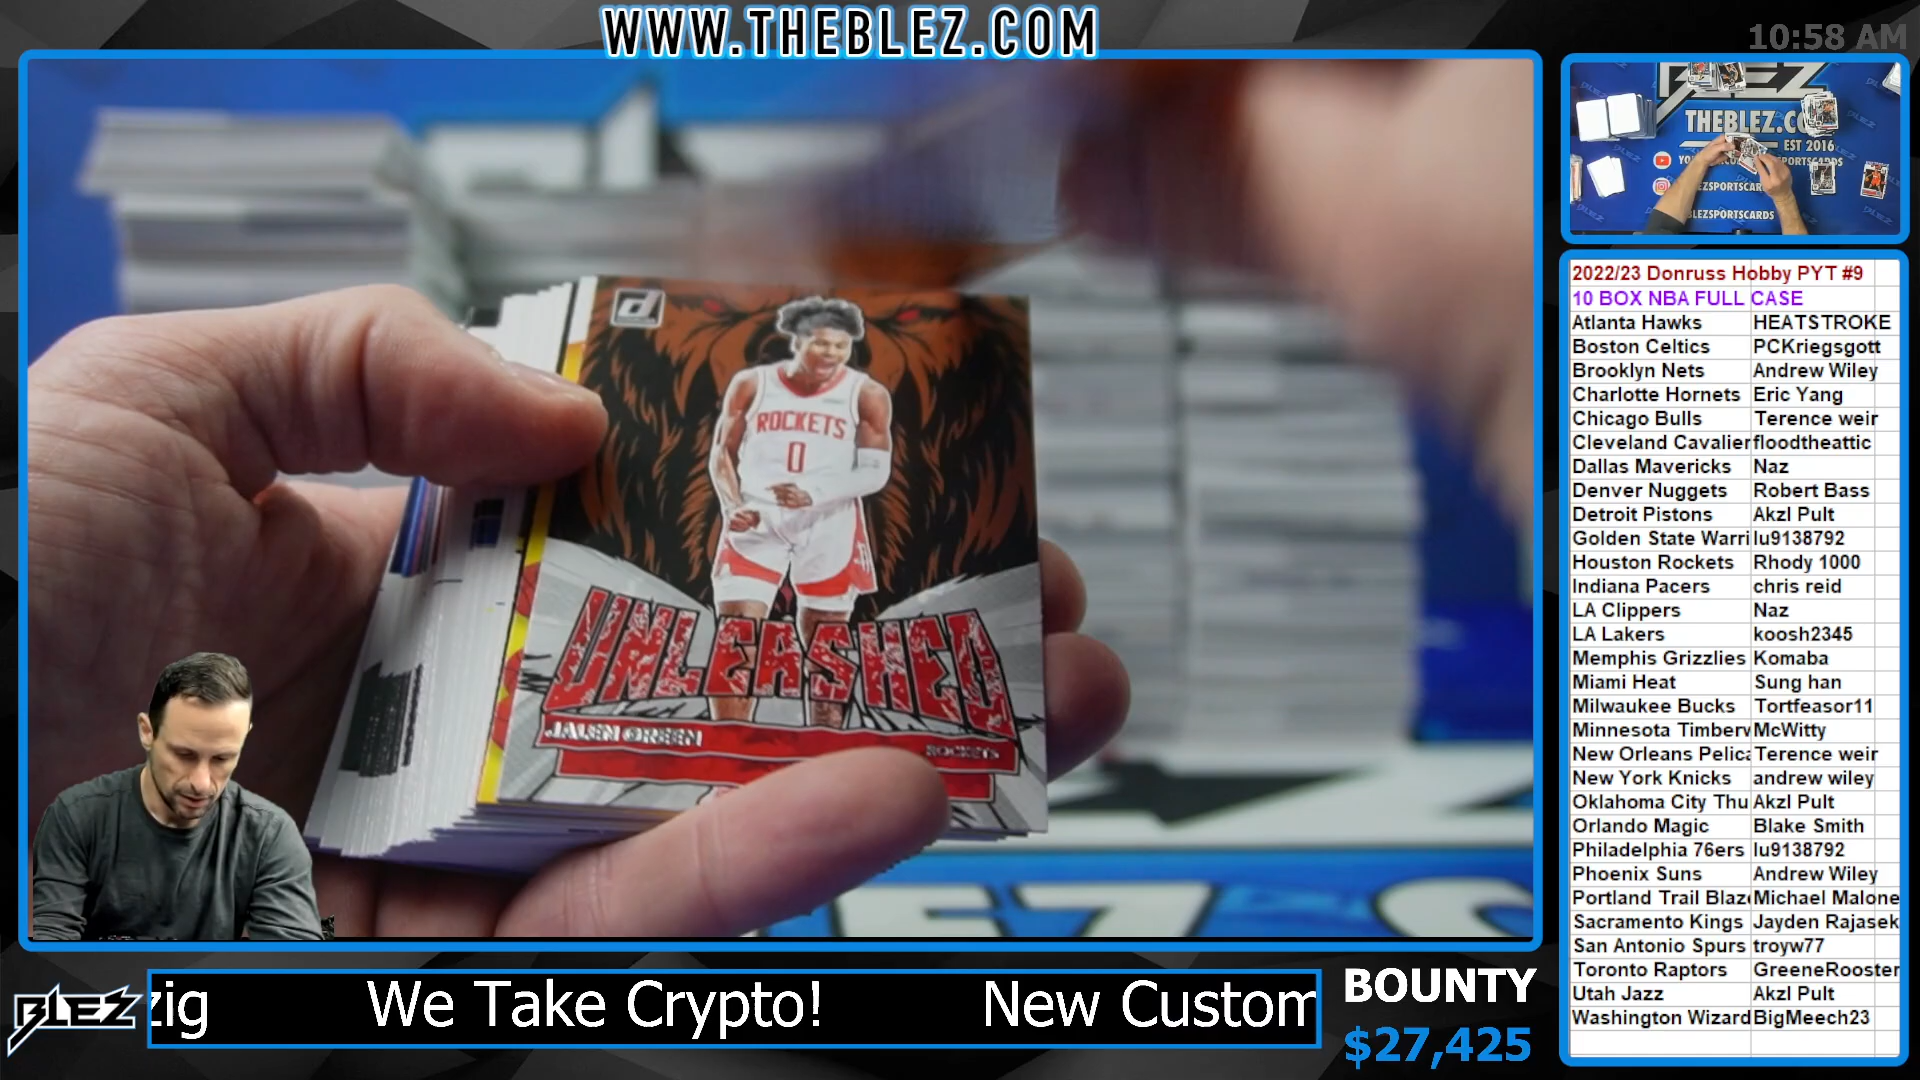 WWW.THEBLEZ.COM
10:58 AM
BLEZ
THEBLEZ.CO
EST 2016
SPORTSCARDS
BLEZSPORTSCARDS
2022/23 Donruss Hobby PYT #9
10 BOX NBA FULL CASE
Atlanta Hawks HEATSTROKE
Boston Celtics PCKriegsgott
Brooklyn Nets Andrew Wiley
Charlotte Hornets Eric Yang
Chicago Bulls Terence weir
Cleveland Cavalier floodtheattic
Dallas Mavericks Naz
Denver Nuggets Robert Bass
Detroit Pistons Akzl Pult
Golden State Warri lu9138792
Houston Rockets Rhody 1000
Indiana Pacers chris reid
LA Clippers Naz
LA Lakers koosh2345
Memphis Grizzlies Komaba
Miami Heat Sung han
Milwaukee Bucks Tortfeasor11
Minnesota Timberv McWitty
New Orleans Pelica Terence weir
New York Knicks andrew wiley
Oklahoma City Thu Akzl Pult
Orlando Magic Blake Smith
Philadelphia 76ers lu9138792
Phoenix Suns Andrew Wiley
Portland Trail Blaz Michael Malone
Sacramento Kings Jayden Rajasek
San Antonio Spurs troyw77
Toronto Raptors GreeneRooster
Utah Jazz Akzl Pult
Washington Wizard BigMeech23
d
ROCKETS
0
UNLEASHED
JALEN GREEN
ROCKETS
BLEZ
zig We Take Crypto! New Custom
BOUNTY
$27,425